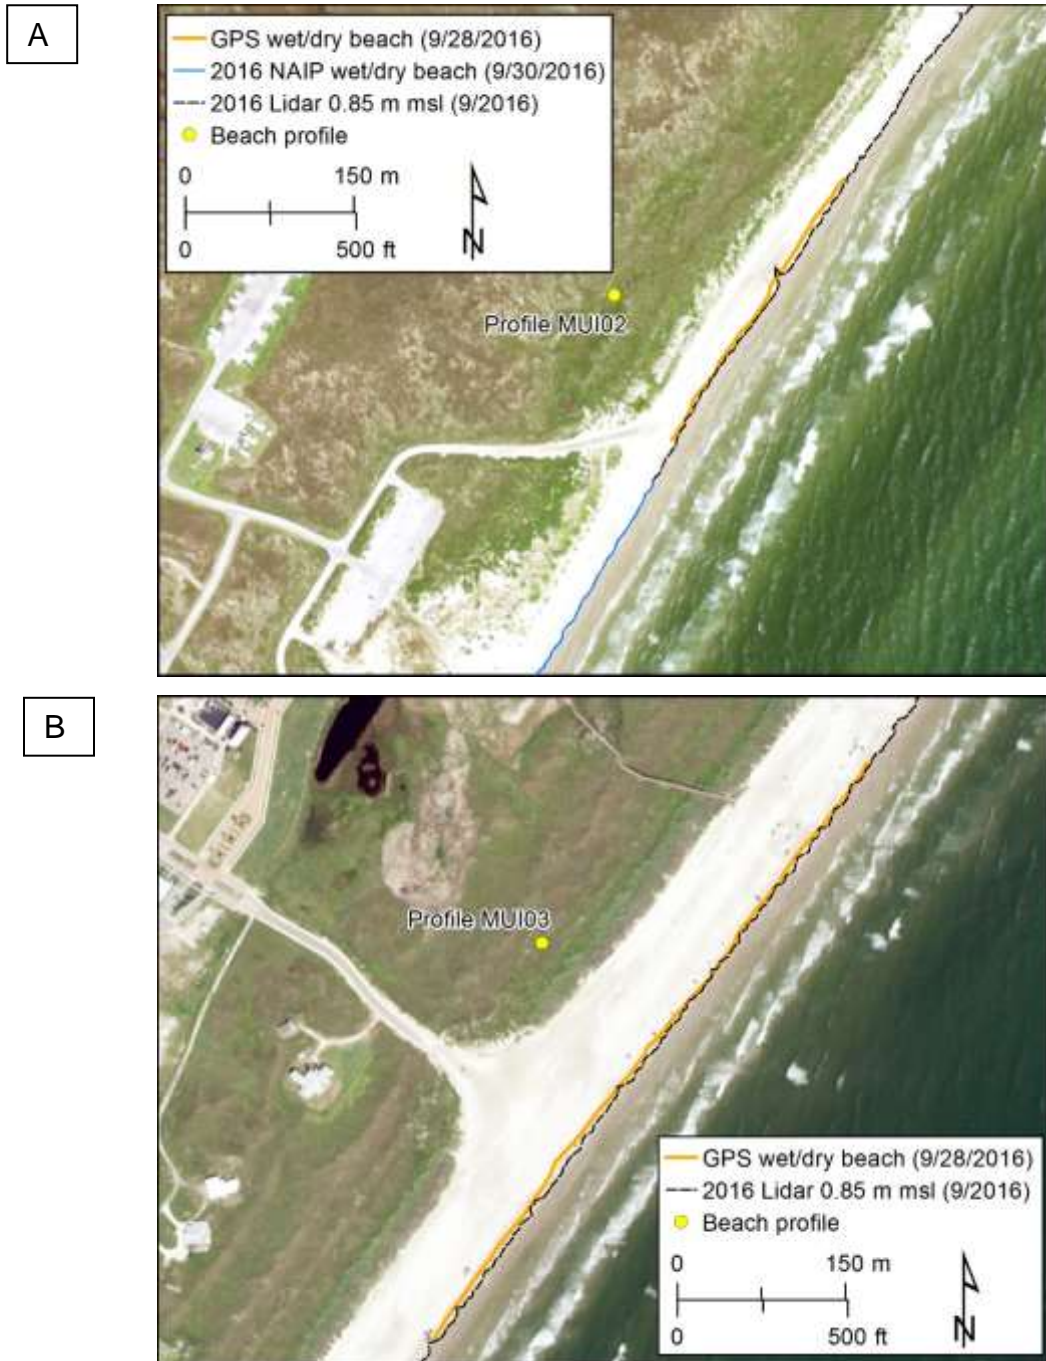 A
GPS wet/dry beach (9/28/2016)
2016 NAIP wet/dry beach (9/30/2016)
2016 Lidar 0.85 m msl (9/2016)
Beach profile
0 150 m
0 500 ft
N
Profile MUI02
B
Profile MUI03
GPS wet/dry beach (9/28/2016)
2016 Lidar 0.85 m msl (9/2016)
Beach profile
0 150 m
0 500 ft
N